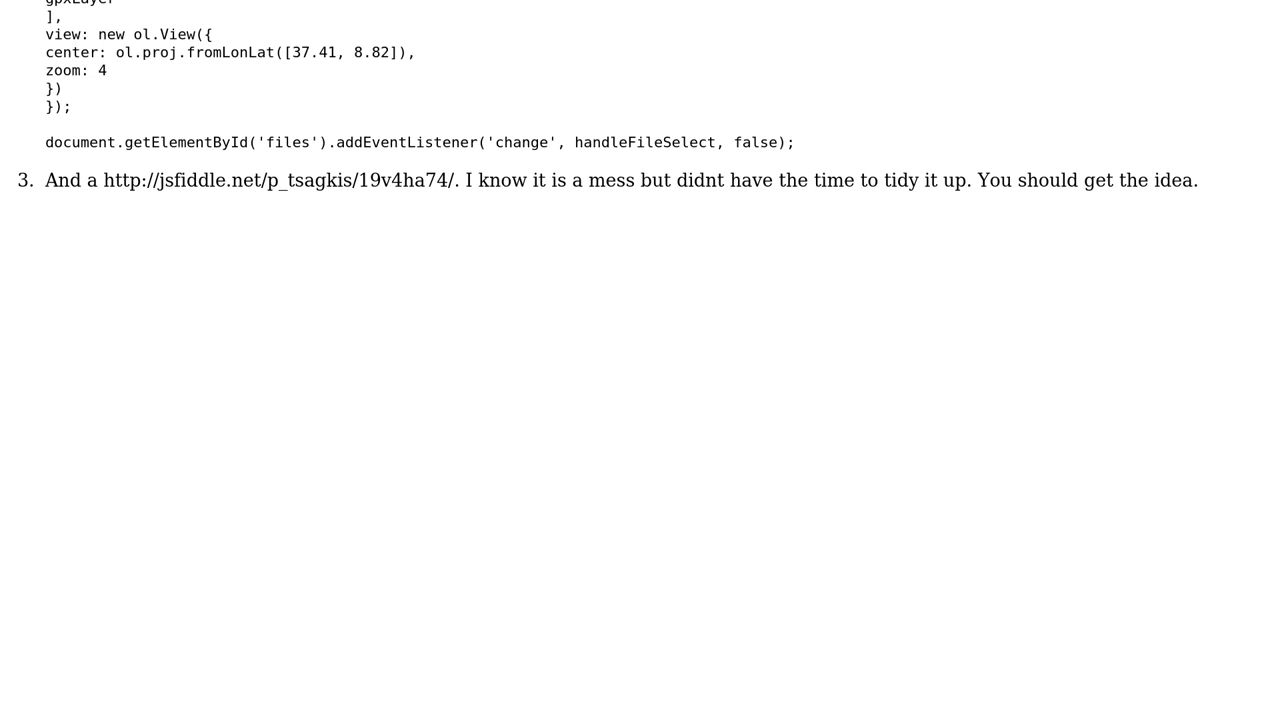 gpxLayer
],
view: new ol.View({
center: ol.proj.fromLonLat([37.41, 8.82]),
zoom: 4
})
});
document.getElementById('files').addEventListener('change', handleFileSelect, false);
3. And a http://jsfiddle.net/p_tsagkis/19v4ha74/. I know it is a mess but didnt have the time to tidy it up. You should get the idea.